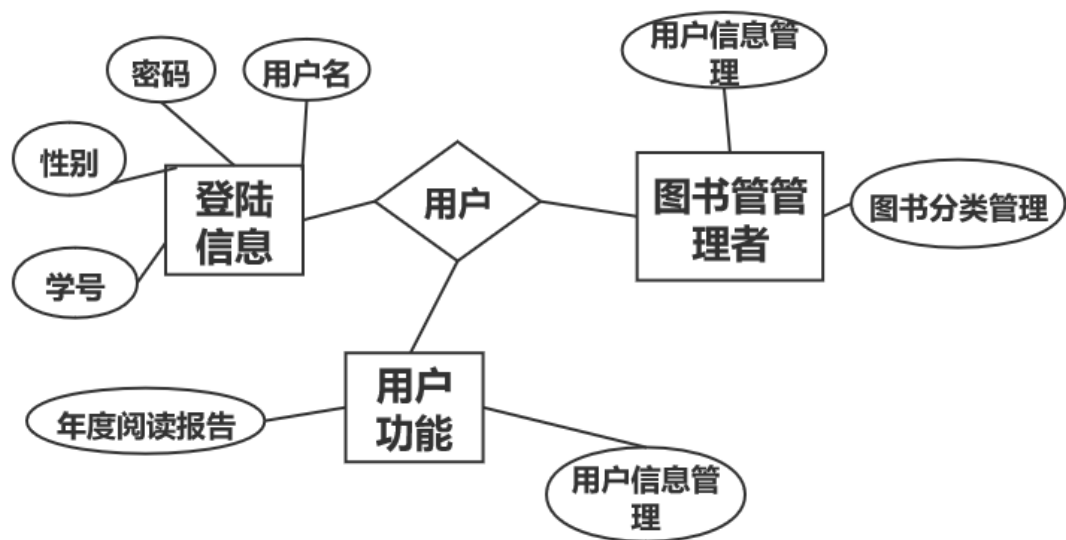 用户信息管
理
密码
用户名
性别
登陆
信息
用户
图书管管
理者
图书分类管理
学号
用户
功能
年度阅读报告
用户信息管
理